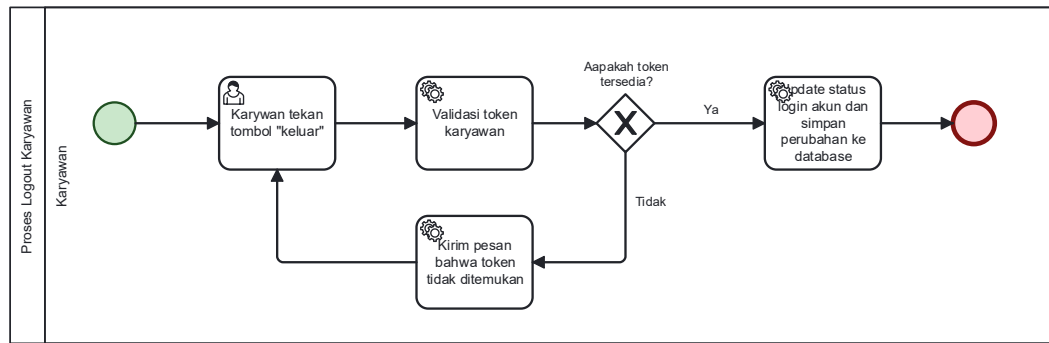 Proses Logout Karyawan
Karyawan
Karywan tekan
tombol "keluar"
Validasi token
karyawan
Aapakah token
tersedia?
Ya
Update status
login akun dan
simpan
perubahan ke
database
Tidak
Kirim pesan
bahwa token
tidak ditemukan